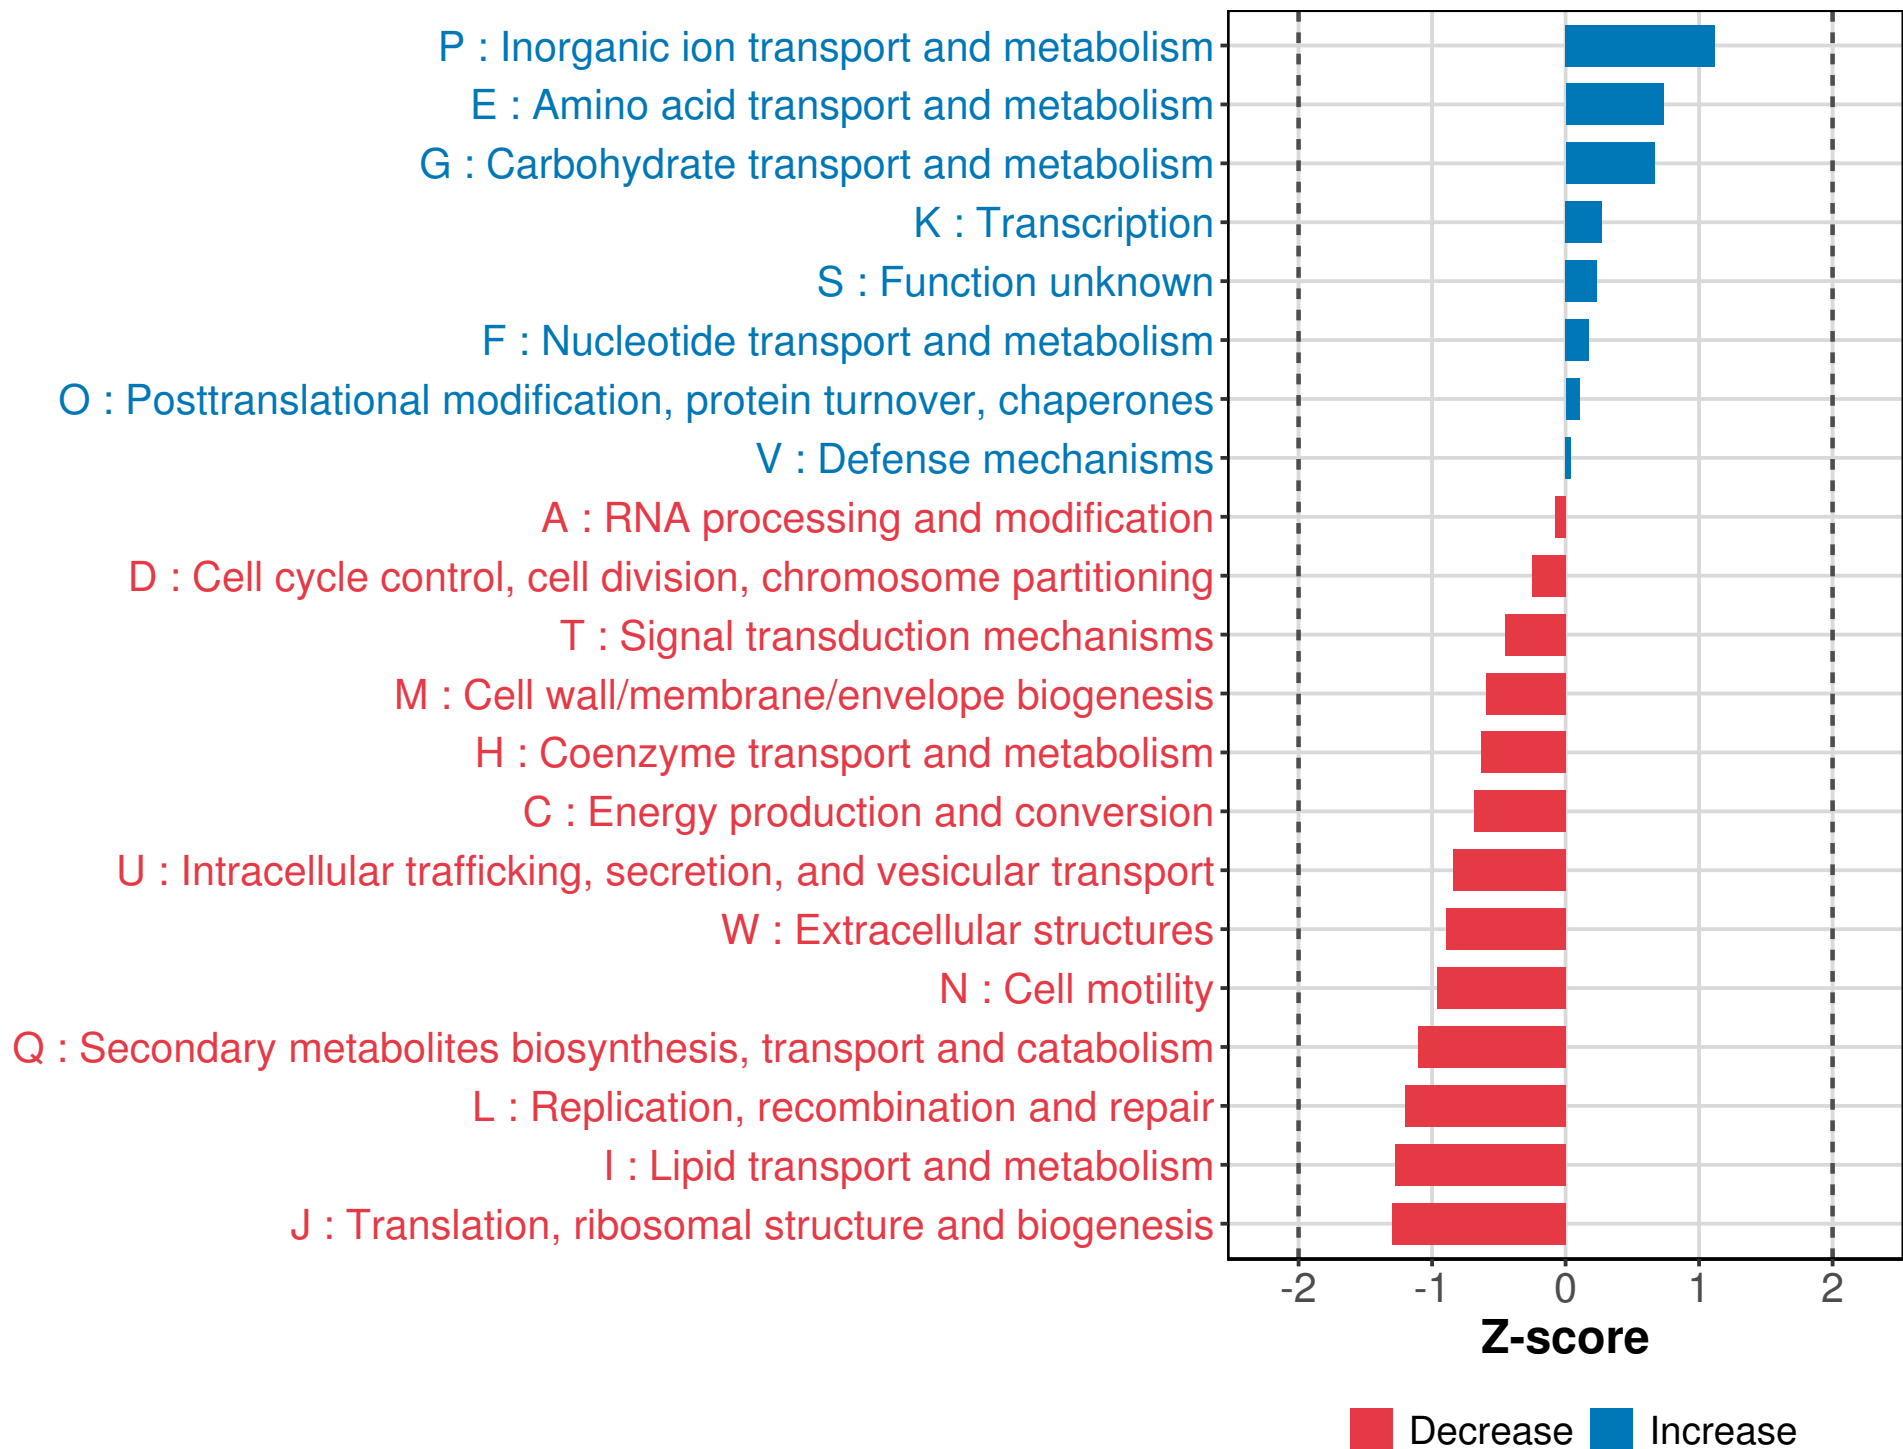 P : Inorganic ion transport and metabolism
E : Amino acid transport and metabolism
G : Carbohydrate transport and metabolism
K : Transcription
S : Function unknown
F : Nucleotide transport and metabolism
O : Posttranslational modification, protein turnover, chaperones
V : Defense mechanisms
A : RNA processing and modification
D : Cell cycle control, cell division, chromosome partitioning
T : Signal transduction mechanisms
M : Cell wall/membrane/envelope biogenesis
H : Coenzyme transport and metabolism
C : Energy production and conversion
U : Intracellular trafficking, secretion, and vesicular transport
W : Extracellular structures
N : Cell motility
Q : Secondary metabolites biosynthesis, transport and catabolism
L : Replication, recombination and repair
I : Lipid transport and metabolism
J : Translation, ribosomal structure and biogenesis
-2 -1 0 1 2
Z-score
Decrease Increase